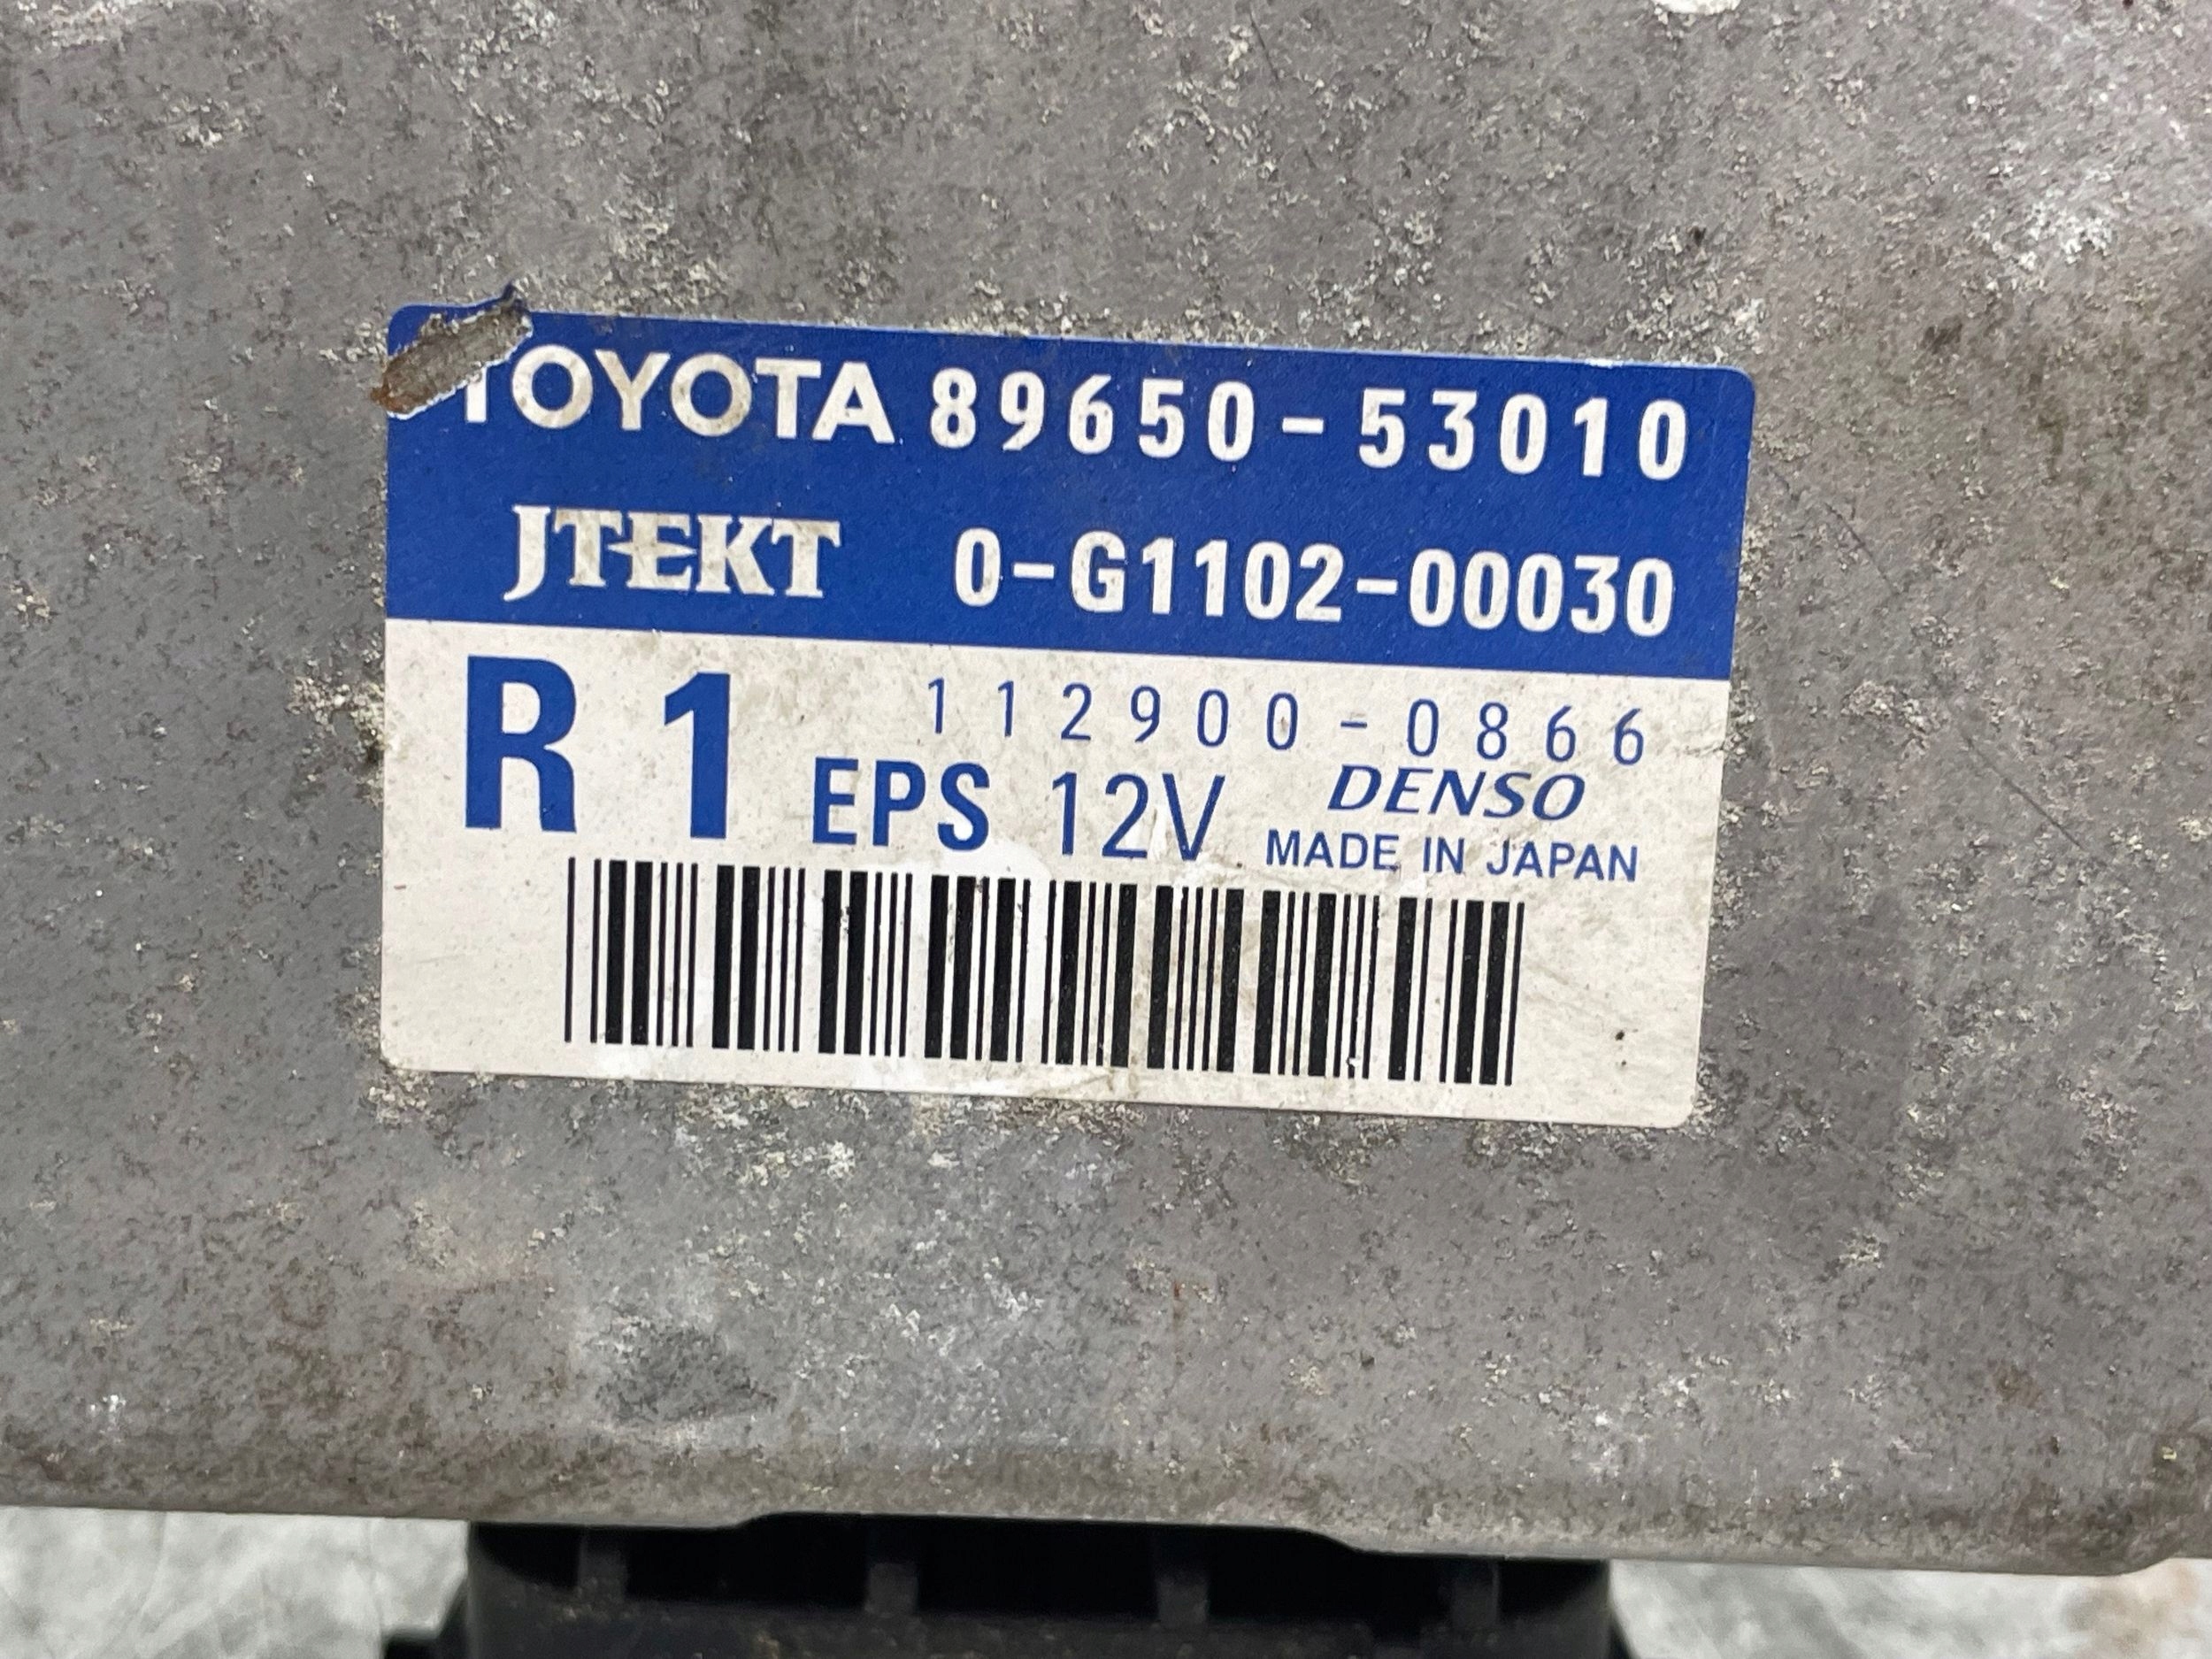 TOYOTA 89650-53010
JTEKT 0-G1102-00030
R 1 112900-0866
EPS 12V DENSO
MADE IN JAPAN